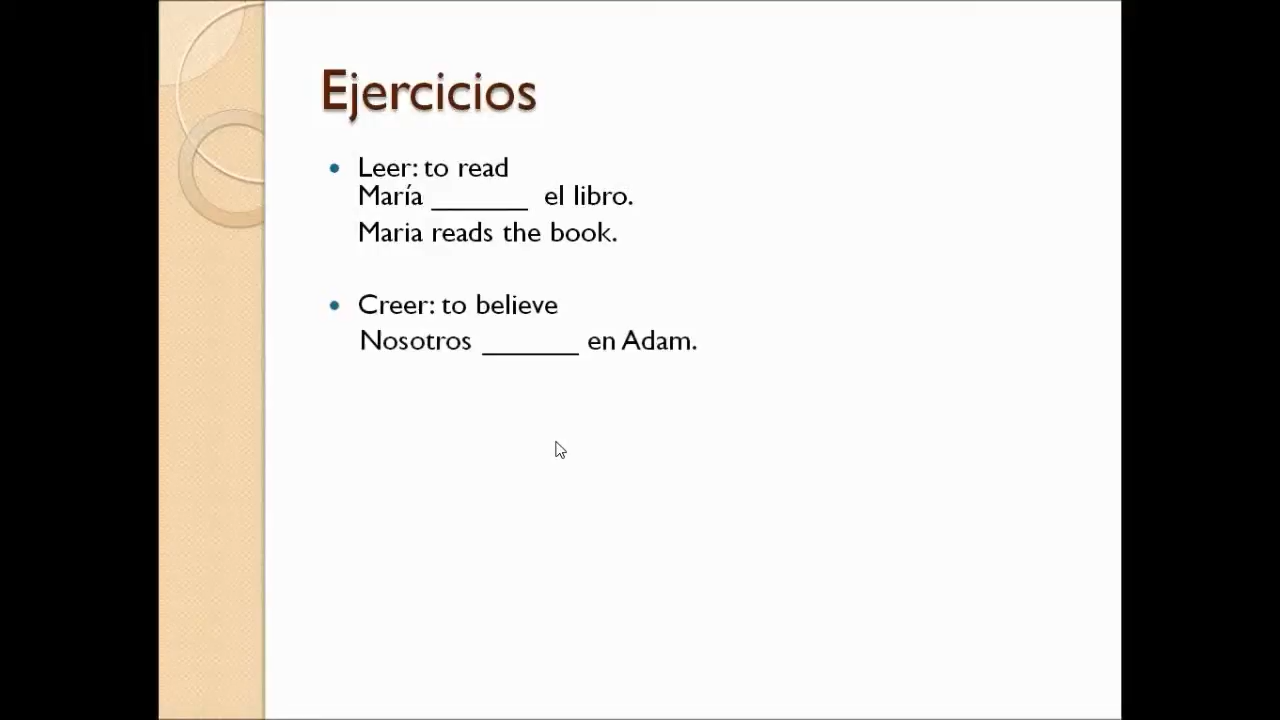 Ejercicios
Leer: to read
María _______ el libro.
Maria reads the book.
Creer: to believe
Nosotros _______ en Adam.